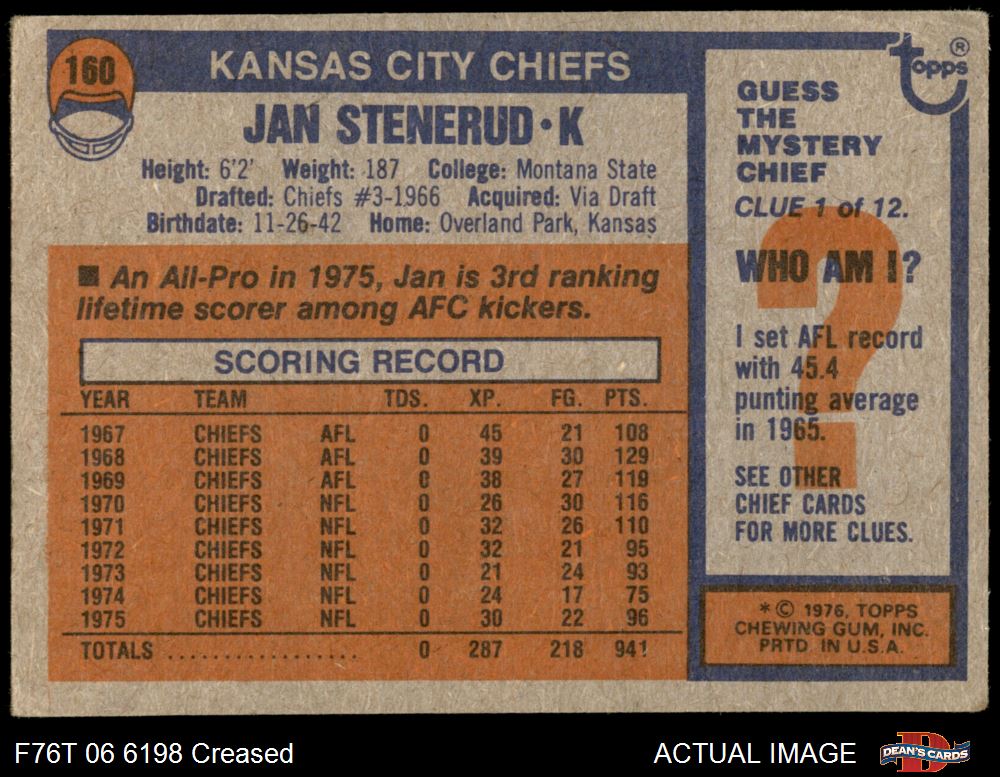 160
KANSAS CITY CHIEFS
JAN STENERUD • K
Height: 6'2' Weight: 187 College: Montana State
Drafted: Chiefs #3-1966 Acquired: Via Draft
Birthdate: 11-26-42 Home: Overland Park, Kansas
■ An All-Pro in 1975, Jan is 3rd ranking
lifetime scorer among AFC kickers.
SCORING RECORD
YEAR TEAM TDS. XP. FG. PTS.
1967 CHIEFS AFL 0 45 21 108
1968 CHIEFS AFL 0 39 30 129
1969 CHIEFS AFL 0 38 27 119
1970 CHIEFS NFL 0 26 30 116
1971 CHIEFS NFL 0 32 26 110
1972 CHIEFS NFL 0 32 21 95
1973 CHIEFS NFL 0 21 24 93
1974 CHIEFS NFL 0 24 17 75
1975 CHIEFS NFL 0 30 22 96
TOTALS .................. 0 287 218 941
topps ®
GUESS
THE
MYSTERY
CHIEF
CLUE 1 of 12.
WHO AM I?
?
I set AFL record
with 45.4
punting average
in 1965.
SEE OTHER
CHIEF CARDS
FOR MORE CLUES.
* © 1976, TOPPS
CHEWING GUM, INC.
PRTD. IN U.S.A.
F76T 06 6198 Creased
ACTUAL IMAGE
DEAN'S CARDS